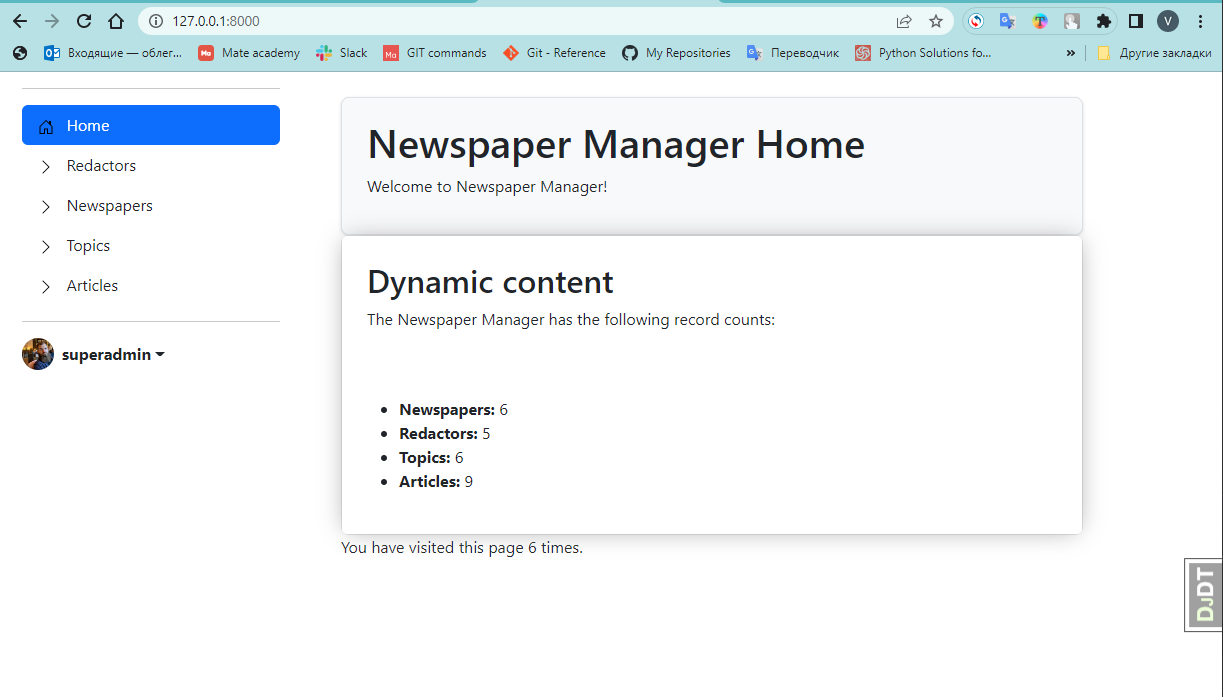 127.0.0.1:8000
V
Входящие — облег...
Mate academy
Slack
GIT commands
Git - Reference
My Repositories
Переводчик
Python Solutions fo...
»
Другие закладки
Home
Redactors
Newspapers
Topics
Articles
superadmin
Newspaper Manager Home
Welcome to Newspaper Manager!
Dynamic content
The Newspaper Manager has the following record counts:
• Newspapers: 6
• Redactors: 5
• Topics: 6
• Articles: 9
You have visited this page 6 times.
DJDT